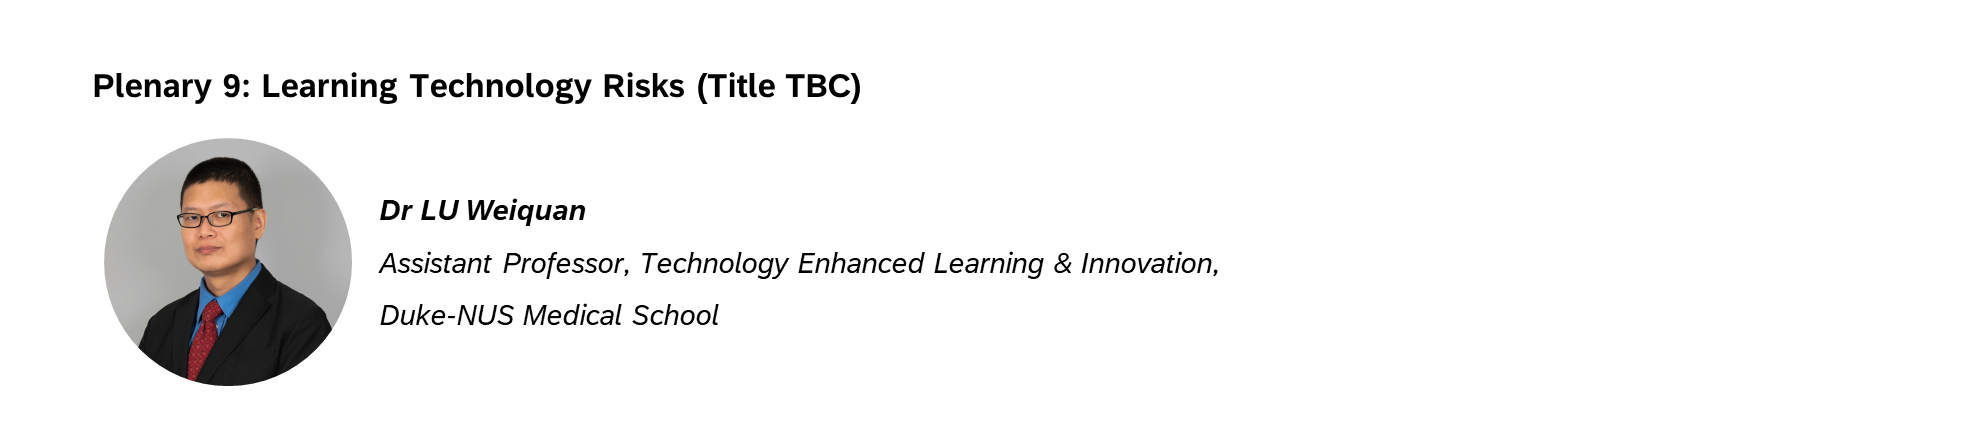 Plenary 9: Learning Technology Risks (Title TBC)
Dr LU Weiquan
Assistant Professor, Technology Enhanced Learning & Innovation,
Duke-NUS Medical School